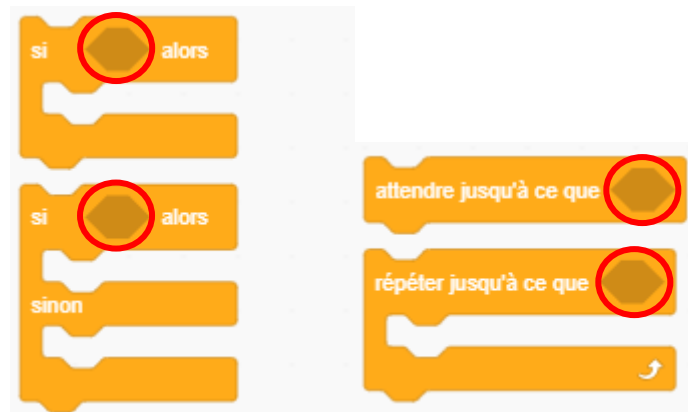 si alors
si alors
sinon
attendre jusqu'à ce que
répéter jusqu'à ce que